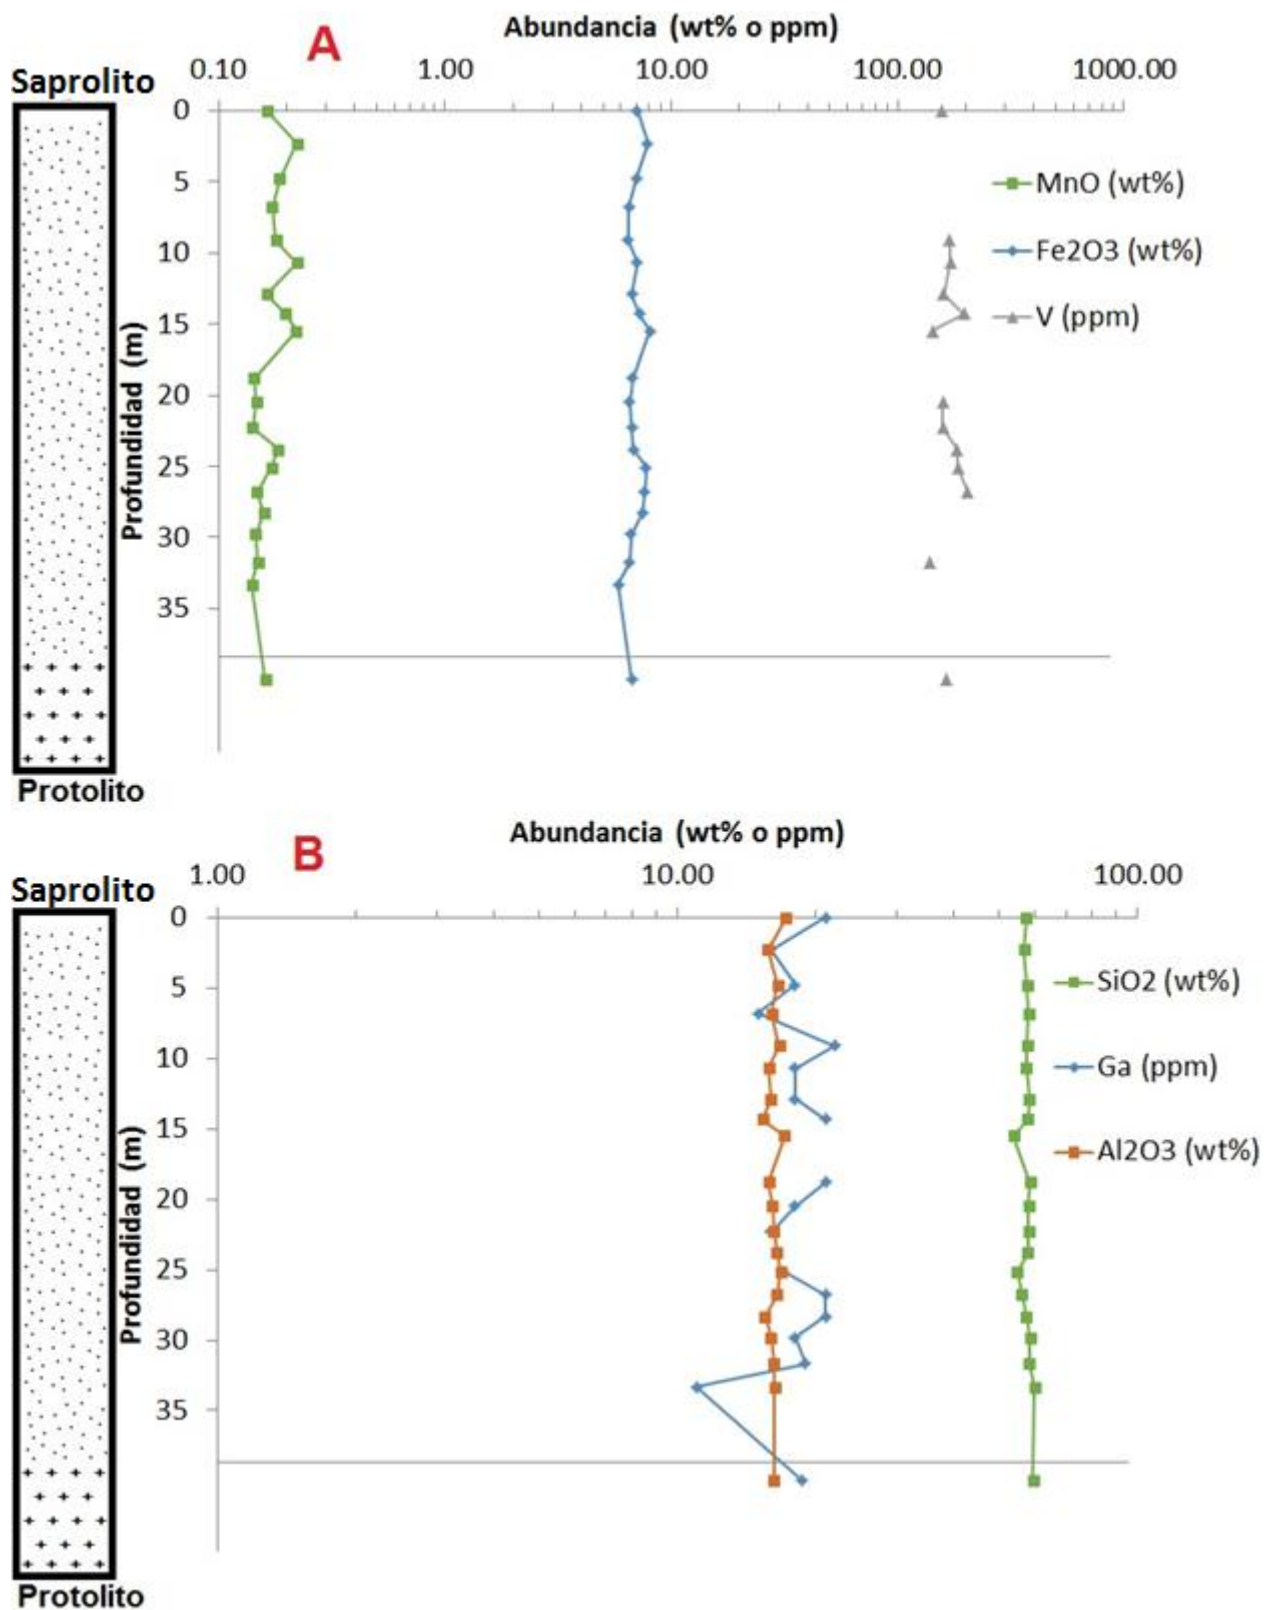 Abundancia (wt% o ppm)
A
0.10 1.00 10.00 100.00 1000.00
Saprolito
0
5
10
15
20
25
30
35
Profundidad (m)
MnO (wt%)
Fe2O3 (wt%)
V (ppm)
Protolito
Abundancia (wt% o ppm)
B
1.00 10.00 100.00
Saprolito
0
5
10
15
20
25
30
35
Profundidad (m)
SiO2 (wt%)
Ga (ppm)
Al2O3 (wt%)
Protolito